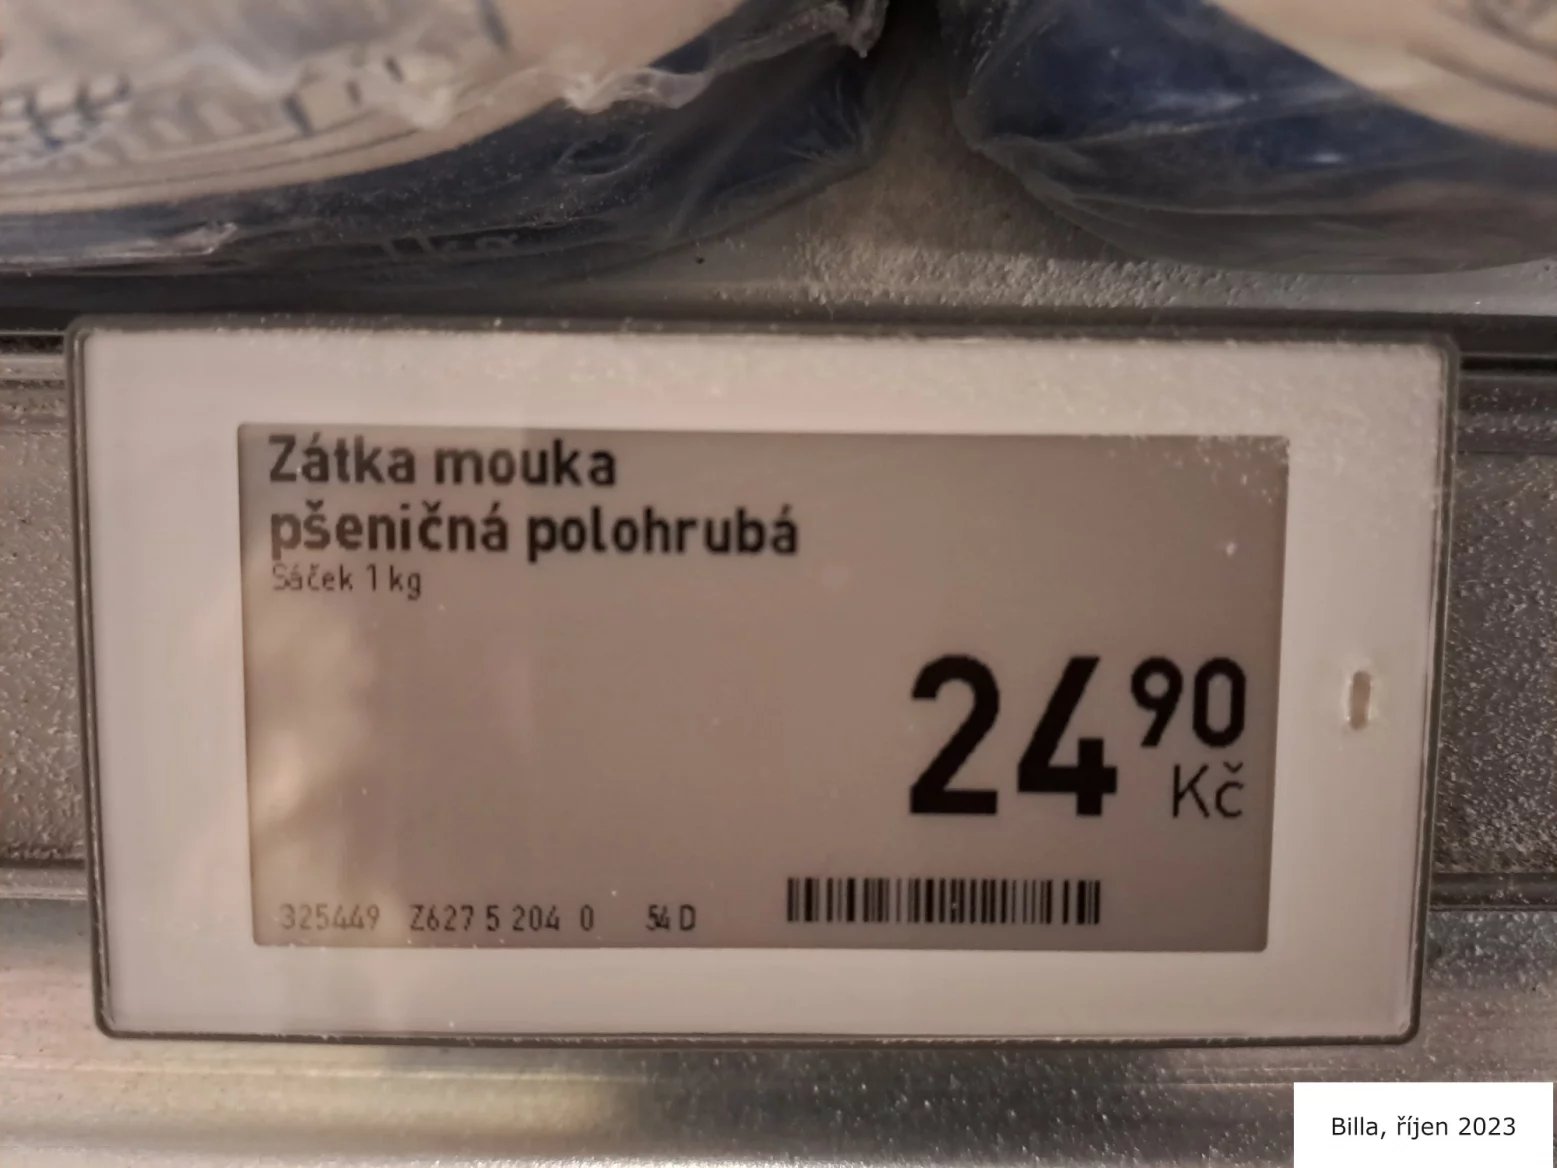 Zátka mouka
pšeničná polohrubá
Sáček 1 kg
24 90
Kč
325449 Z627 5 204 0 54 D
Billa, říjen 2023